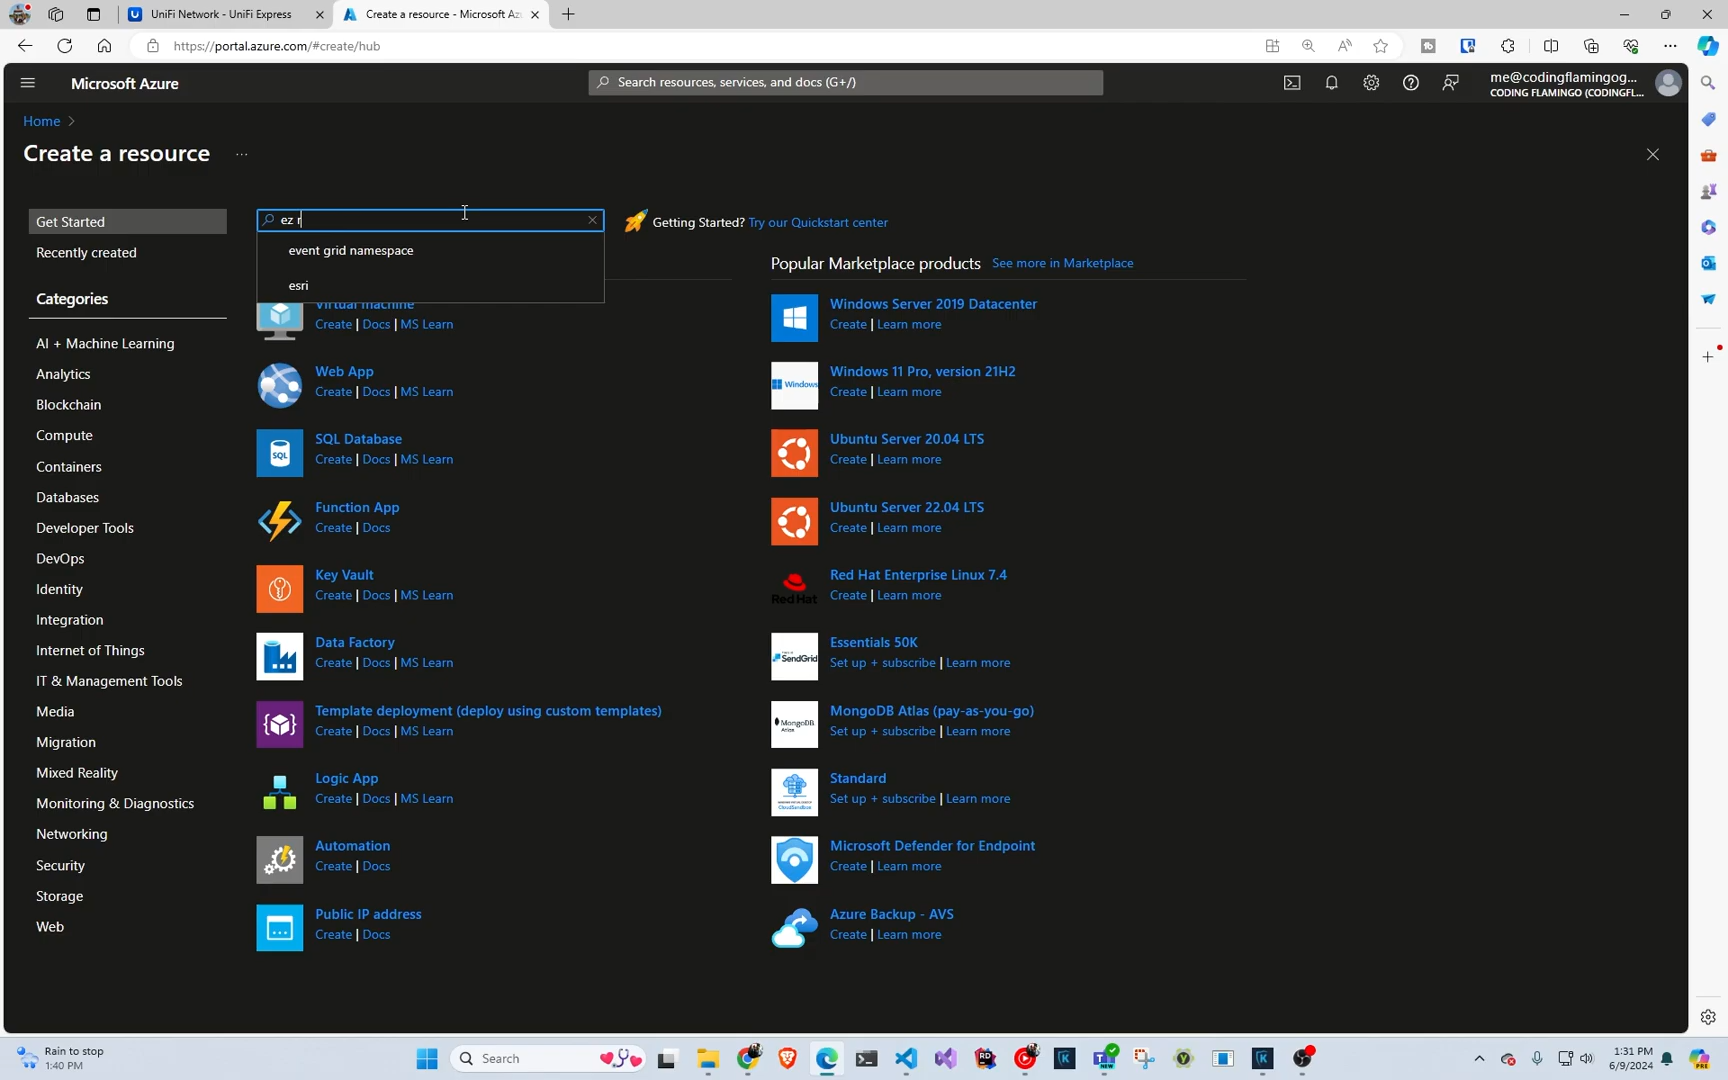 UniFi Network - UniFi Express
Create a resource - Microsoft Az
https://portal.azure.com/#create/hub
Microsoft Azure
Search resources, services, and docs (G+/)
me@codingflamingog...
CODING FLAMINGO (CODINGFL...
Home >
Create a resource
...
Get Started
Recently created
Categories
AI + Machine Learning
Analytics
Blockchain
Compute
Containers
Databases
Developer Tools
DevOps
Identity
Integration
Internet of Things
IT & Management Tools
Media
Migration
Mixed Reality
Monitoring & Diagnostics
Networking
Security
Storage
Web
ez r
event grid namespace
esri
Getting Started? Try our Quickstart center
Virtual machine
Create | Docs | MS Learn
Web App
Create | Docs | MS Learn
SQL
SQL Database
Create | Docs | MS Learn
Function App
Create | Docs
Key Vault
Create | Docs | MS Learn
Data Factory
Create | Docs | MS Learn
Template deployment (deploy using custom templates)
Create | Docs | MS Learn
Logic App
Create | Docs | MS Learn
Automation
Create | Docs
Public IP address
Create | Docs
Popular Marketplace products See more in Marketplace
Windows Server 2019 Datacenter
Create | Learn more
Windows
Windows 11 Pro, version 21H2
Create | Learn more
Ubuntu Server 20.04 LTS
Create | Learn more
Ubuntu Server 22.04 LTS
Create | Learn more
Red Hat
Red Hat Enterprise Linux 7.4
Create | Learn more
SendGrid
Essentials 50K
Set up + subscribe | Learn more
MongoDB
Atlas
MongoDB Atlas (pay-as-you-go)
Set up + subscribe | Learn more
CloudSandbox
Standard
Set up + subscribe | Learn more
Microsoft Defender for Endpoint
Create | Learn more
Azure Backup - AVS
Create | Learn more
Rain to stop
1:40 PM
Search
NEW
1:31 PM
6/9/2024
PRE